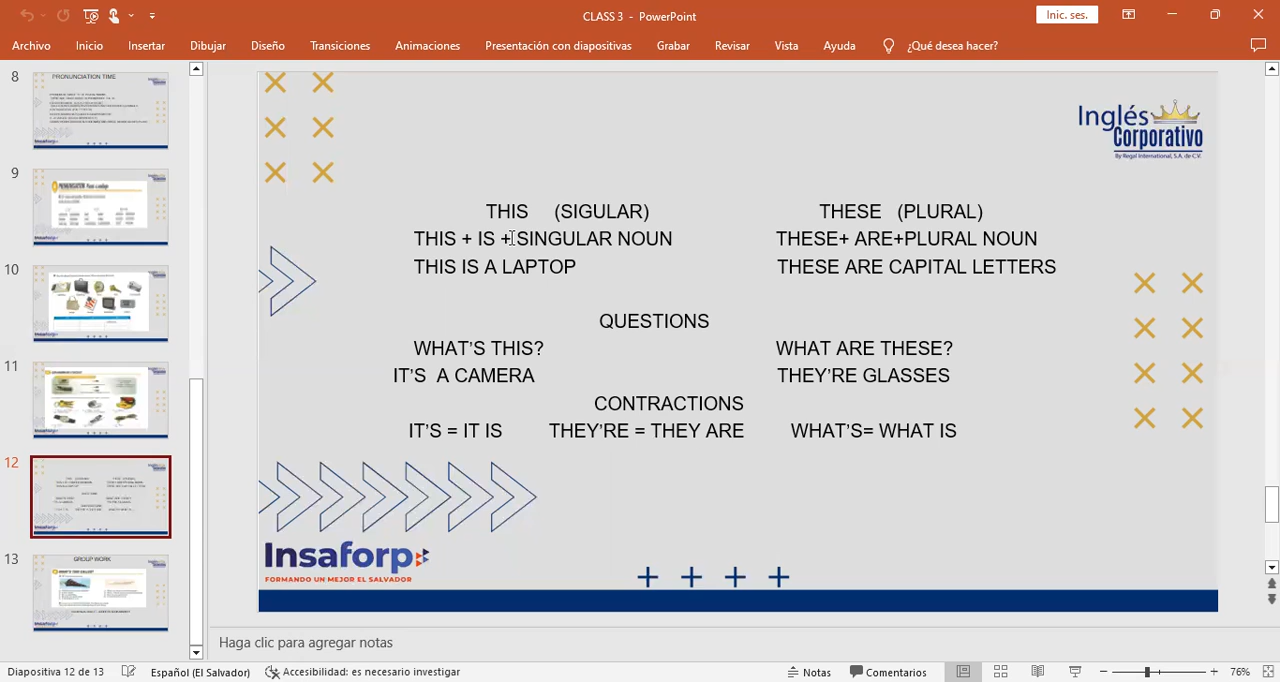 CLASS 3 - PowerPoint
Inic. ses.
Archivo Inicio Insertar Dibujar Diseño Transiciones Animaciones Presentación con diapositivas Grabar Revisar Vista Ayuda ¿Qué desea hacer?
8
PRONUNCIATION TIME
9
10
11
12
13
GROUP WORK
Inglés
Corporativo
By Regal International, S.A. de C.V.
THIS (SIGULAR) THESE (PLURAL)
THIS + IS + SINGULAR NOUN THESE+ ARE+PLURAL NOUN
THIS IS A LAPTOP THESE ARE CAPITAL LETTERS
QUESTIONS
WHAT'S THIS? WHAT ARE THESE?
IT'S A CAMERA THEY'RE GLASSES
CONTRACTIONS
IT'S = IT IS THEY'RE = THEY ARE WHAT'S= WHAT IS
Insaforp
FORMANDO UN MEJOR EL SALVADOR
Haga clic para agregar notas
Diapositiva 12 de 13 Español (El Salvador) Accesibilidad: es necesario investigar Notas Comentarios 76%